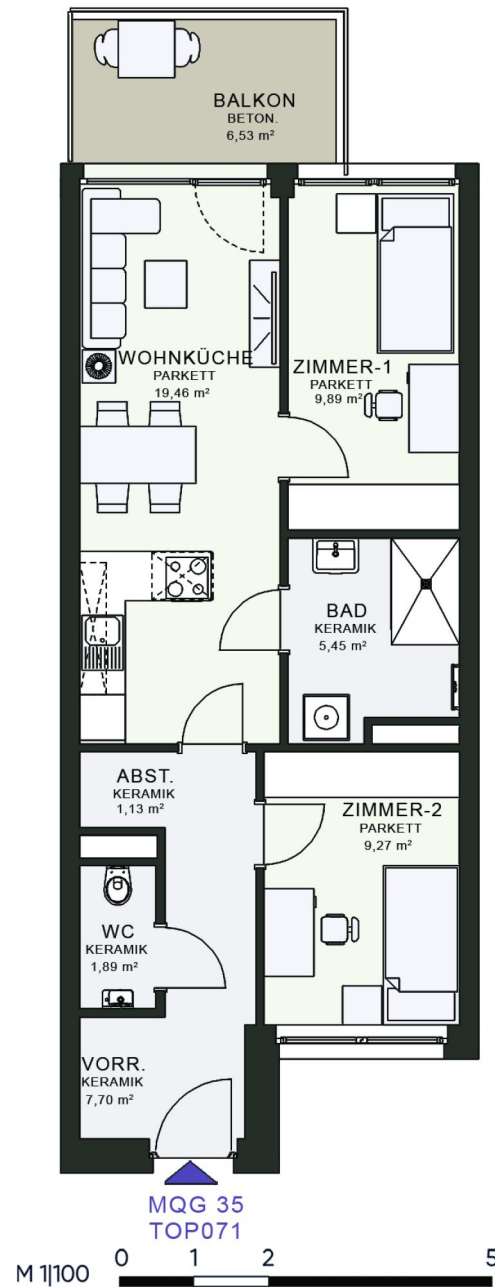 BALKON
BETON.
6,53 m²
WOHNKÜCHE
PARKETT
19,46 m²
ZIMMER-1
PARKETT
9,89 m²
BAD
KERAMIK
5,45 m²
ABST.
KERAMIK
1,13 m²
ZIMMER-2
PARKETT
9,27 m²
WC
KERAMIK
1,89 m²
VORR.
KERAMIK
7,70 m²
MQG 35
TOP071
M 1|100 0 1 2 5